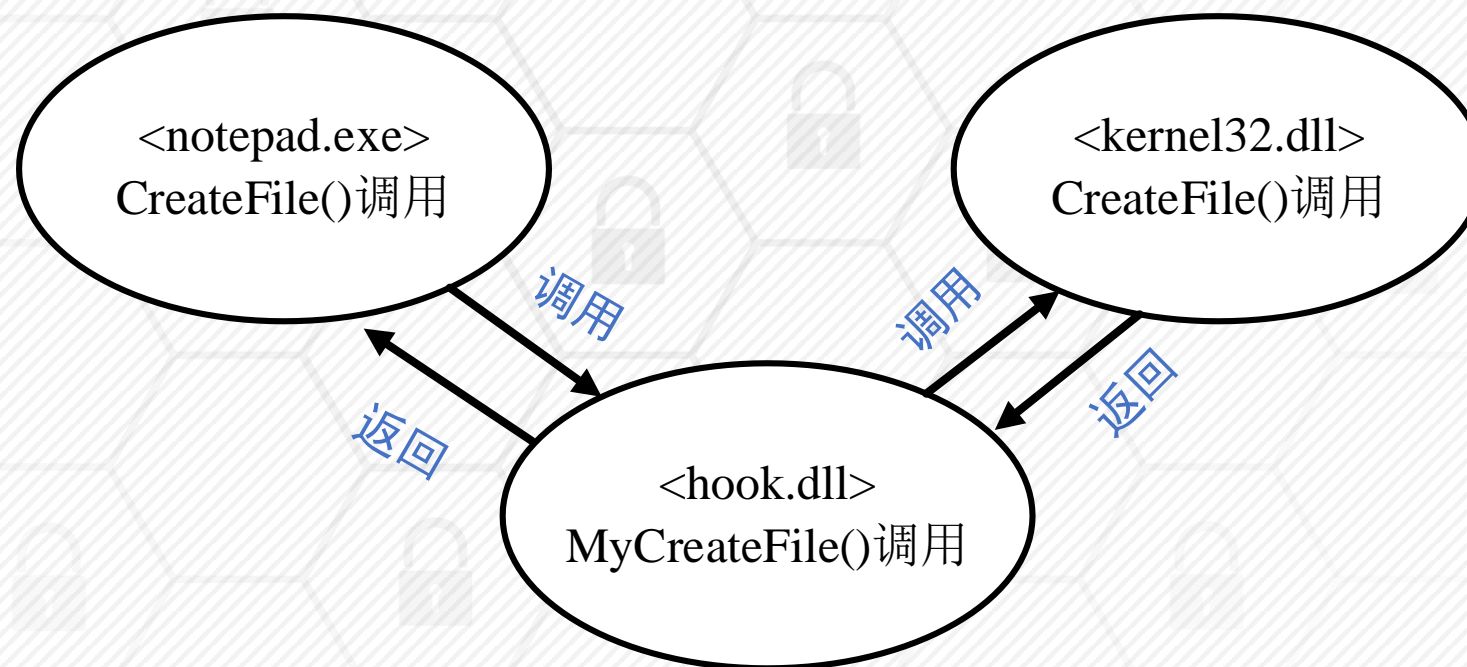 <notepad.exe>
CreateFile()调用
<kernel32.dll>
CreateFile()调用
调用
调用
返回
返回
<hook.dll>
MyCreateFile()调用